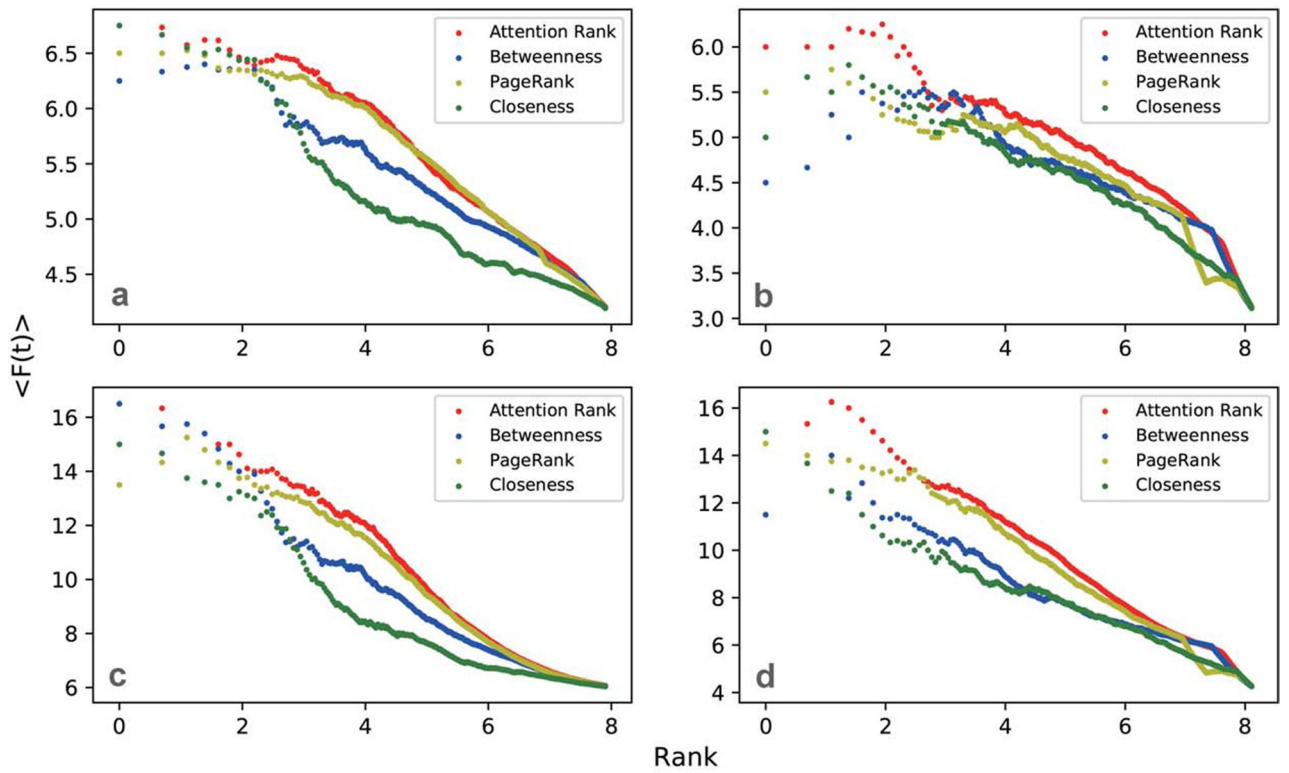 <F(t)>
6.5
6.0
5.5
5.0
4.5
0 2 4 6 8
Attention Rank
Betweenness
PageRank
Closeness
a
6.0
5.5
5.0
4.5
4.0
3.5
3.0
0 2 4 6 8
Attention Rank
Betweenness
PageRank
Closeness
b
16
14
12
10
8
6
0 2 4 6 8
Attention Rank
Betweenness
PageRank
Closeness
c
16
14
12
10
8
6
4
0 2 4 6 8
Attention Rank
Betweenness
PageRank
Closeness
d
Rank